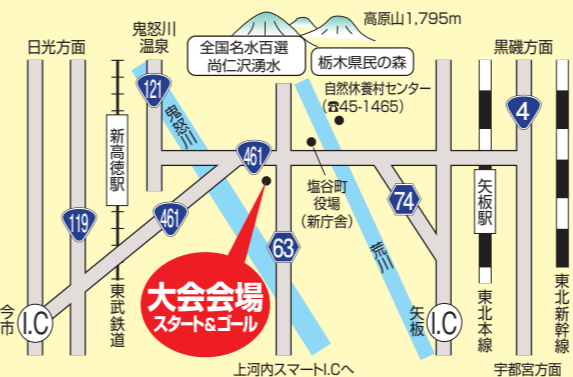 高原山1,795m
日光方面
鬼怒川
温泉
全国名水百選
尚仁沢湧水
栃木県民の森
黒磯方面
自然休養村センター
(☎45-1465)
121
4
鬼怒川
新高徳駅
461
塩谷町
役場
(新庁舎)
74
矢板駅
119
461
63
荒川
大会会場
スタート&ゴール
今市
I.C
東武鉄道
矢板
I.C
東北本線
東北新幹線
上河内スマートI.Cへ
宇都宮方面